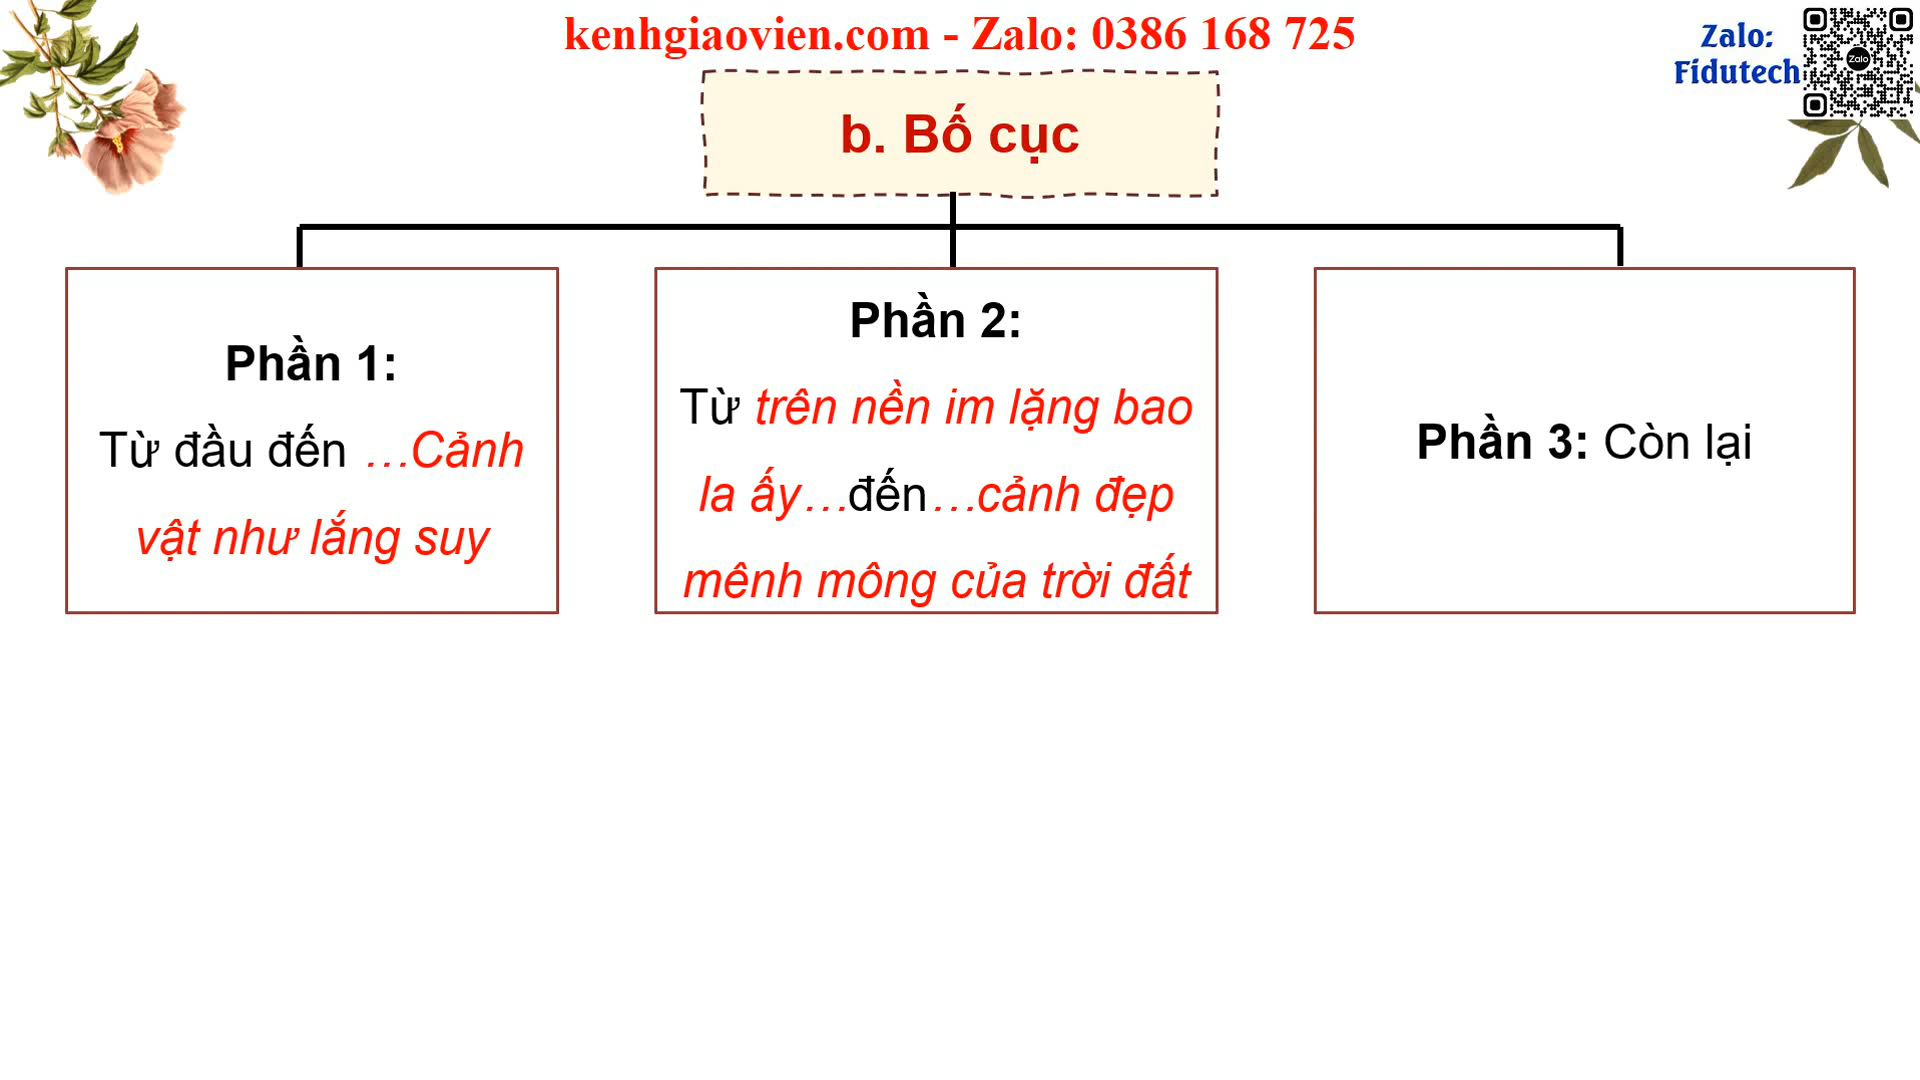 kenhgiaovien.com - Zalo: 0386 168 725
Zalo:
Fidutech
Zalo
b. Bố cục
Phần 1:
Từ đầu đến …Cảnh
vật như lắng suy
Phần 2:
Từ trên nền im lặng bao
la ấy…đến…cảnh đẹp
mênh mông của trời đất
Phần 3: Còn lại